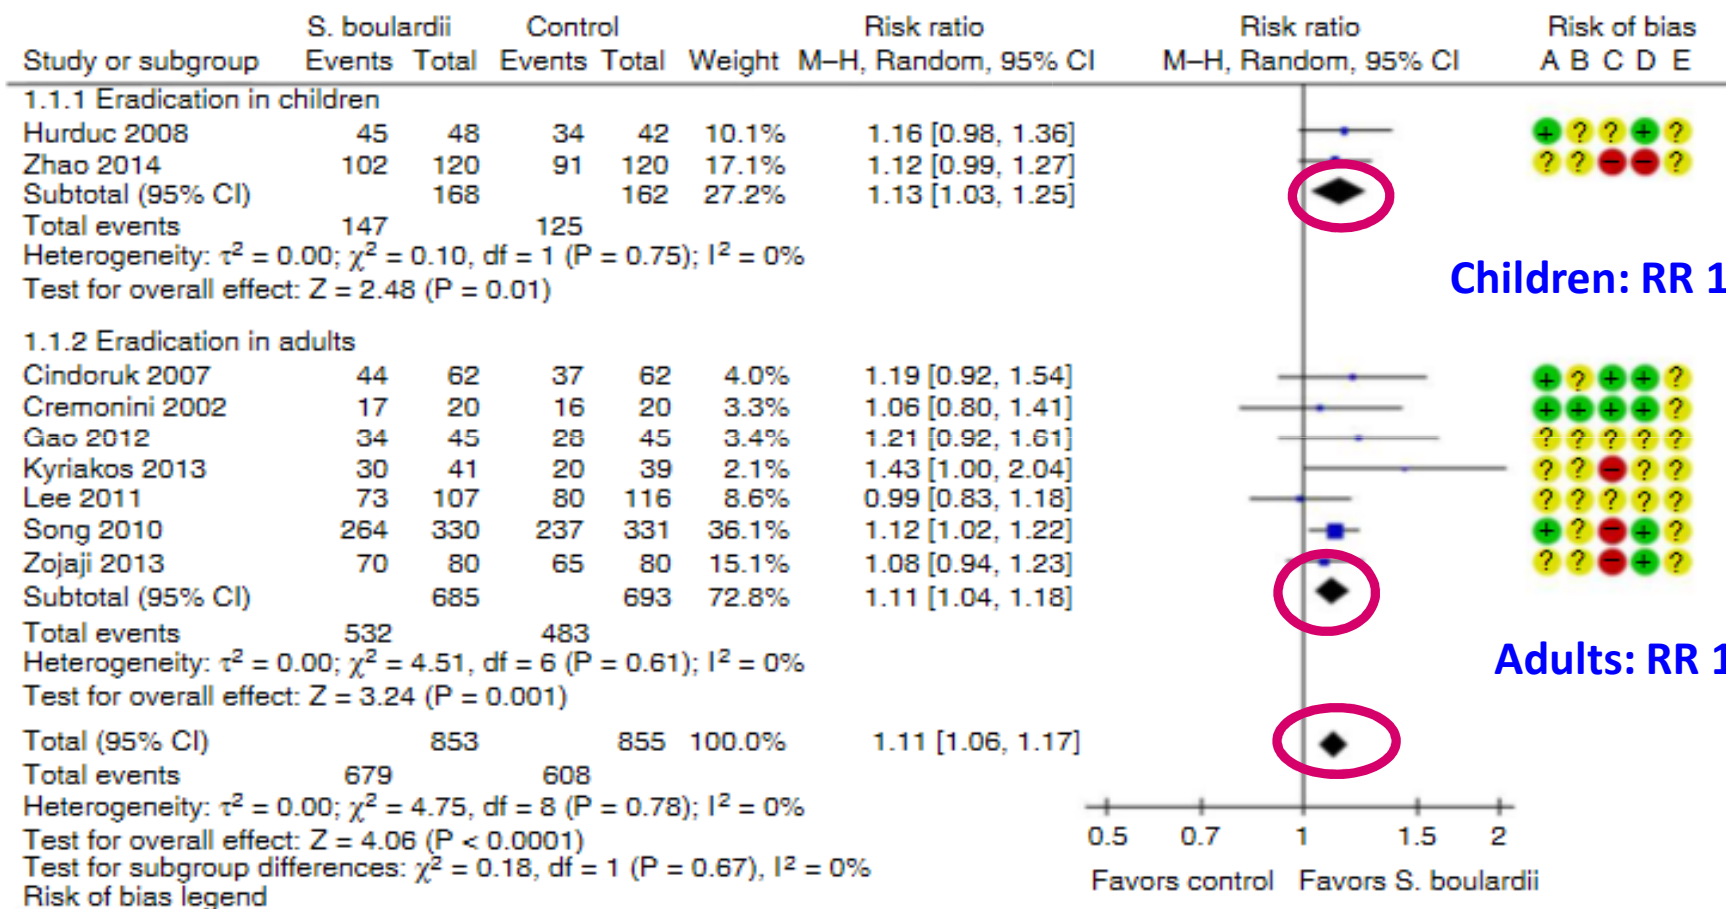 S. boulardii Control Risk ratio Risk ratio Risk of bias
Study or subgroup Events Total Events Total Weight M–H, Random, 95% CI M–H, Random, 95% CI A B C D E
1.1.1 Eradication in children
Hurduc 2008 45 48 34 42 10.1% 1.16 [0.98, 1.36] + ? ? + ?
Zhao 2014 102 120 91 120 17.1% 1.12 [0.99, 1.27] ? ? − − ?
Subtotal (95% CI) 168 162 27.2% 1.13 [1.03, 1.25]
Total events 147 125
Heterogeneity: τ² = 0.00; χ² = 0.10, df = 1 (P = 0.75); I² = 0%
Children: RR 1
Test for overall effect: Z = 2.48 (P = 0.01)
1.1.2 Eradication in adults
Cindoruk 2007 44 62 37 62 4.0% 1.19 [0.92, 1.54] + ? + + ?
Cremonini 2002 17 20 16 20 3.3% 1.06 [0.80, 1.41] + + + + ?
Gao 2012 34 45 28 45 3.4% 1.21 [0.92, 1.61] ? ? ? ? ?
Kyriakos 2013 30 41 20 39 2.1% 1.43 [1.00, 2.04] ? ? − ? ?
Lee 2011 73 107 80 116 8.6% 0.99 [0.83, 1.18] ? ? ? ? ?
Song 2010 264 330 237 331 36.1% 1.12 [1.02, 1.22] + ? − + ?
Zojaji 2013 70 80 65 80 15.1% 1.08 [0.94, 1.23] ? ? − + ?
Subtotal (95% CI) 685 693 72.8% 1.11 [1.04, 1.18]
Total events 532 483
Heterogeneity: τ² = 0.00; χ² = 4.51, df = 6 (P = 0.61); I² = 0%
Adults: RR 1
Test for overall effect: Z = 3.24 (P = 0.001)
Total (95% CI) 853 855 100.0% 1.11 [1.06, 1.17]
Total events 679 608
Heterogeneity: τ² = 0.00; χ² = 4.75, df = 8 (P = 0.78); I² = 0%
Test for overall effect: Z = 4.06 (P < 0.0001)
0.5 0.7 1 1.5 2
Test for subgroup differences: χ² = 0.18, df = 1 (P = 0.67), I² = 0%
Favors control Favors S. boulardii
Risk of bias legend